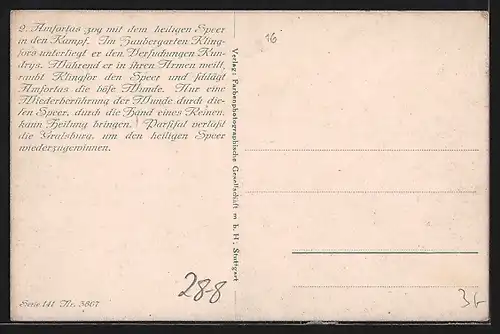 2. Amfortas zog mit dem heiligen Speer
in den Kampf. Im Zaubergarten Kling-
sors unterliegt er den Versuchungen Kun-
drys. Während er in ihren Armen weilt,
raubt Klingsor den Speer und schlägt
Amfortas die böse Wunde. Nur eine
Wiederberührung der Wunde durch die-
sen Speer, durch die Hand eines Reinen,
kann Heilung bringen. Parsifal verläßt
die Gralsburg, um den heiligen Speer
wiederzugewinnen.
Serie 141 Nr. 3867
28-8
Verlag: Farbenphotographische Gesellschaft m. b. H., Stuttgart
16